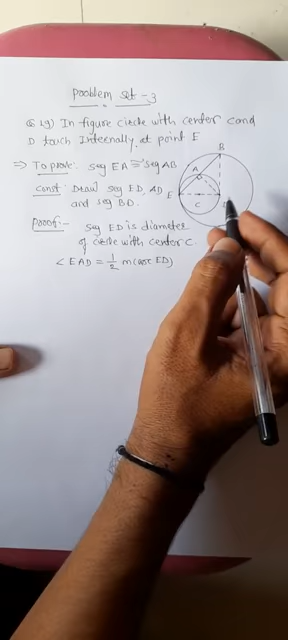 Problem set -3
Q 19) In figure circle with center C and
D touch internally at point E
⇒ To prove: seg EA ≅ seg AB
const: Draw seg ED, AD
and seg BD.
Proof:-
seg ED is diameter
of circle with center C.
∠EAD = 1/2 m(arc ED)
B
A
E
C